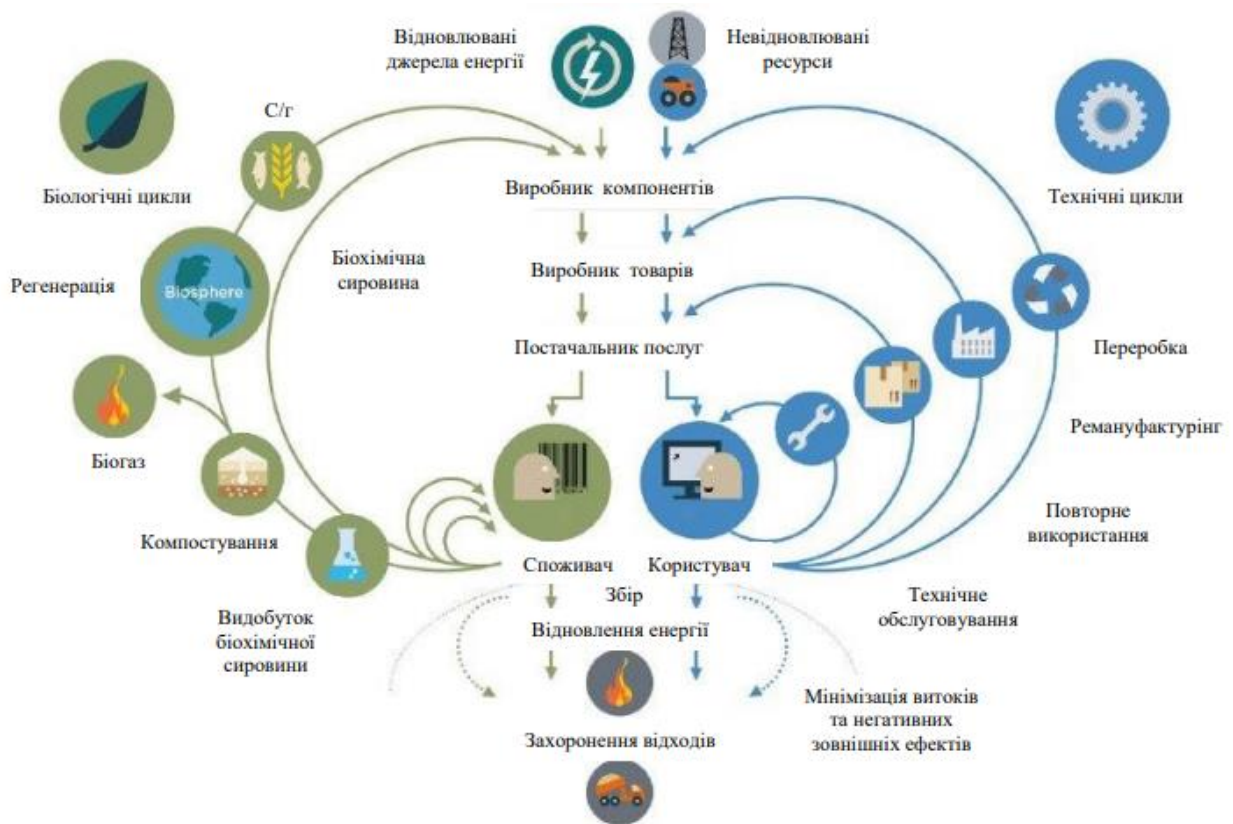 Відновлювані
джерела енергії
Невідновлювані
ресурси
С/г
Біологічні цикли
Технічні цикли
Виробник компонентів
Біохімічна
сировина
Виробник товарів
Регенерація
Biosphere
Постачальник послуг
Переробка
Ремануфактурінг
Біогаз
Повторне
використання
Компостування
Споживач
Користувач
Технічне
обслуговування
Збір
Видобуток
біохімічної
сировини
Відновлення енергії
Мінімізація витоків
та негативних
зовнішніх ефектів
Захоронення відходів